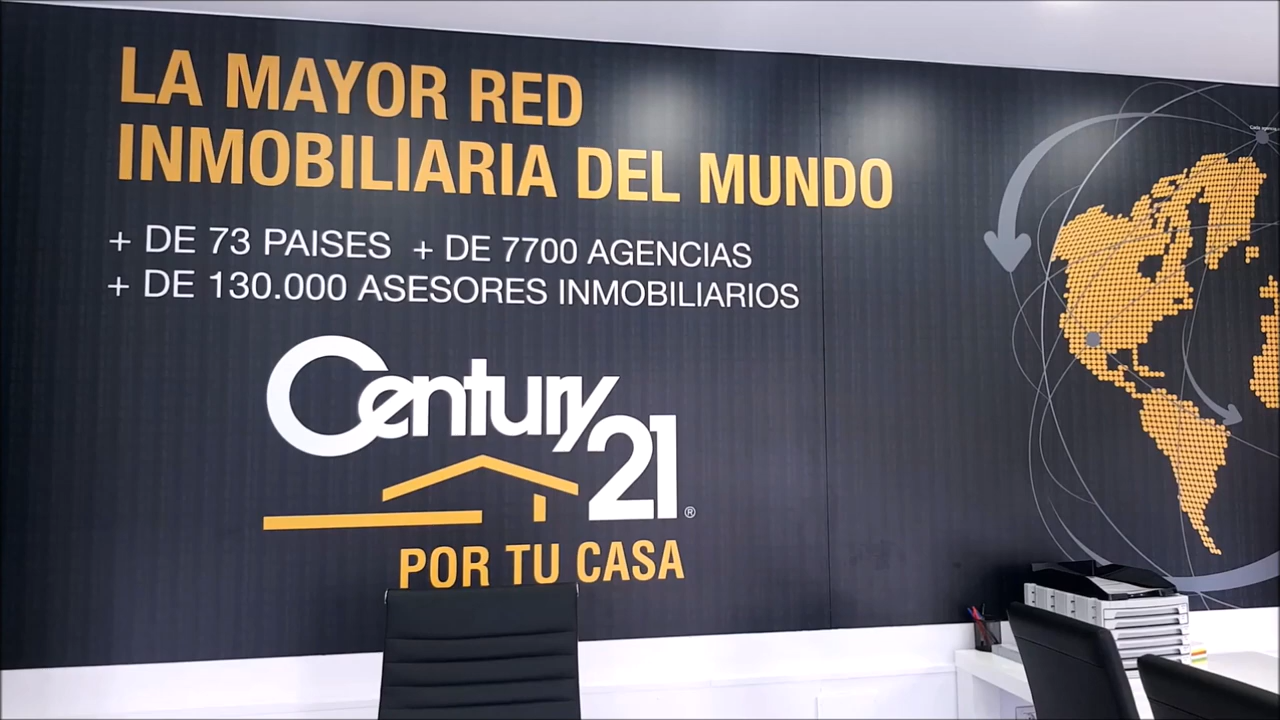 LA MAYOR RED
INMOBILIARIA DEL MUNDO
+ DE 73 PAISES + DE 7700 AGENCIAS
+ DE 130.000 ASESORES INMOBILIARIOS
Century
21®
POR TU CASA